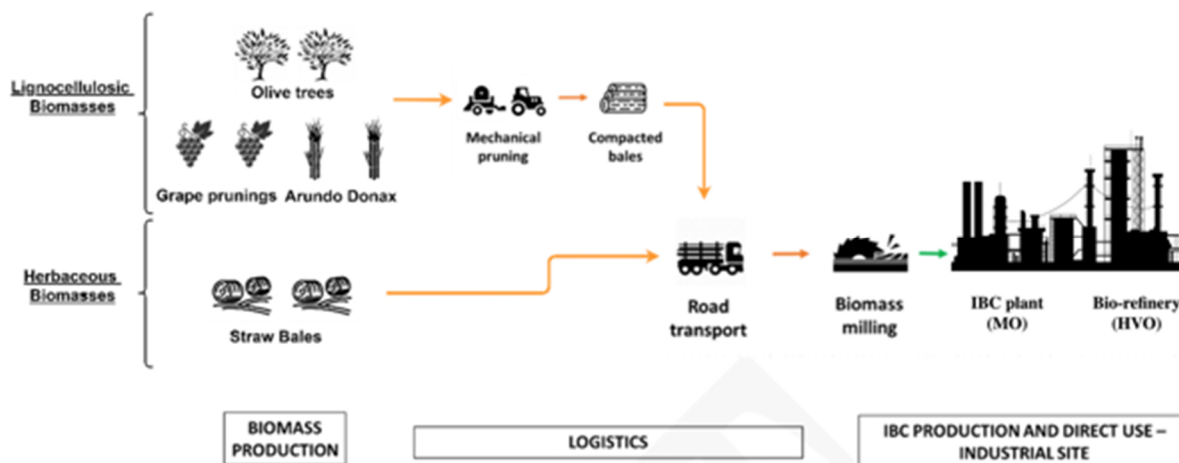 Lignocellulosic
Biomasses
Olive trees
Grape prunings
Arundo Donax
Mechanical
pruning
Compacted
bales
Herbaceous
Biomasses
Straw Bales
Road
transport
Biomass
milling
IBC plant
(MO)
Bio-refinery
(HVO)
BIOMASS
PRODUCTION
LOGISTICS
IBC PRODUCTION AND DIRECT USE –
INDUSTRIAL SITE